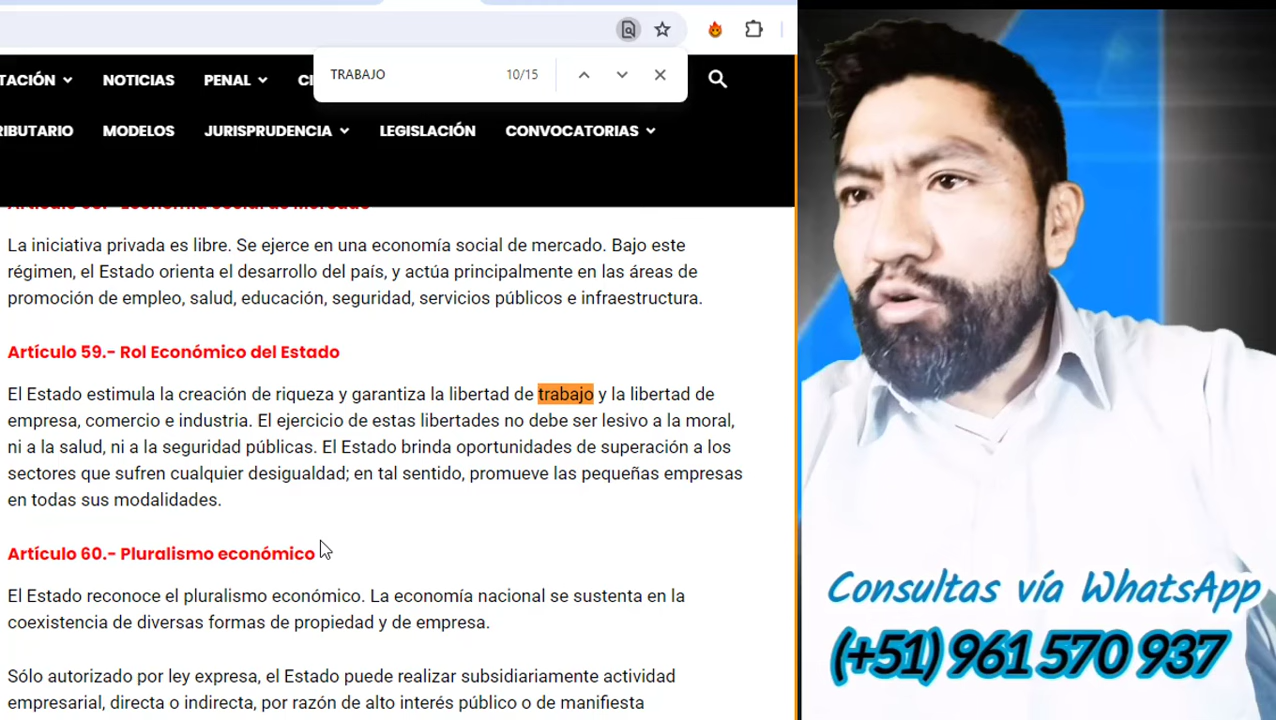 TRABAJO 10/15
TACIÓN NOTICIAS PENAL
RIBUTARIO MODELOS JURISPRUDENCIA LEGISLACIÓN CONVOCATORIAS
La iniciativa privada es libre. Se ejerce en una economía social de mercado. Bajo este
régimen, el Estado orienta el desarrollo del país, y actúa principalmente en las áreas de
promoción de empleo, salud, educación, seguridad, servicios públicos e infraestructura.
Artículo 59.- Rol Económico del Estado
El Estado estimula la creación de riqueza y garantiza la libertad de trabajo y la libertad de
empresa, comercio e industria. El ejercicio de estas libertades no debe ser lesivo a la moral,
ni a la salud, ni a la seguridad públicas. El Estado brinda oportunidades de superación a los
sectores que sufren cualquier desigualdad; en tal sentido, promueve las pequeñas empresas
en todas sus modalidades.
Artículo 60.- Pluralismo económico
El Estado reconoce el pluralismo económico. La economía nacional se sustenta en la
coexistencia de diversas formas de propiedad y de empresa.
Sólo autorizado por ley expresa, el Estado puede realizar subsidiariamente actividad
empresarial, directa o indirecta, por razón de alto interés público o de manifiesta
Consultas vía WhatsApp
(+51) 961 570 937